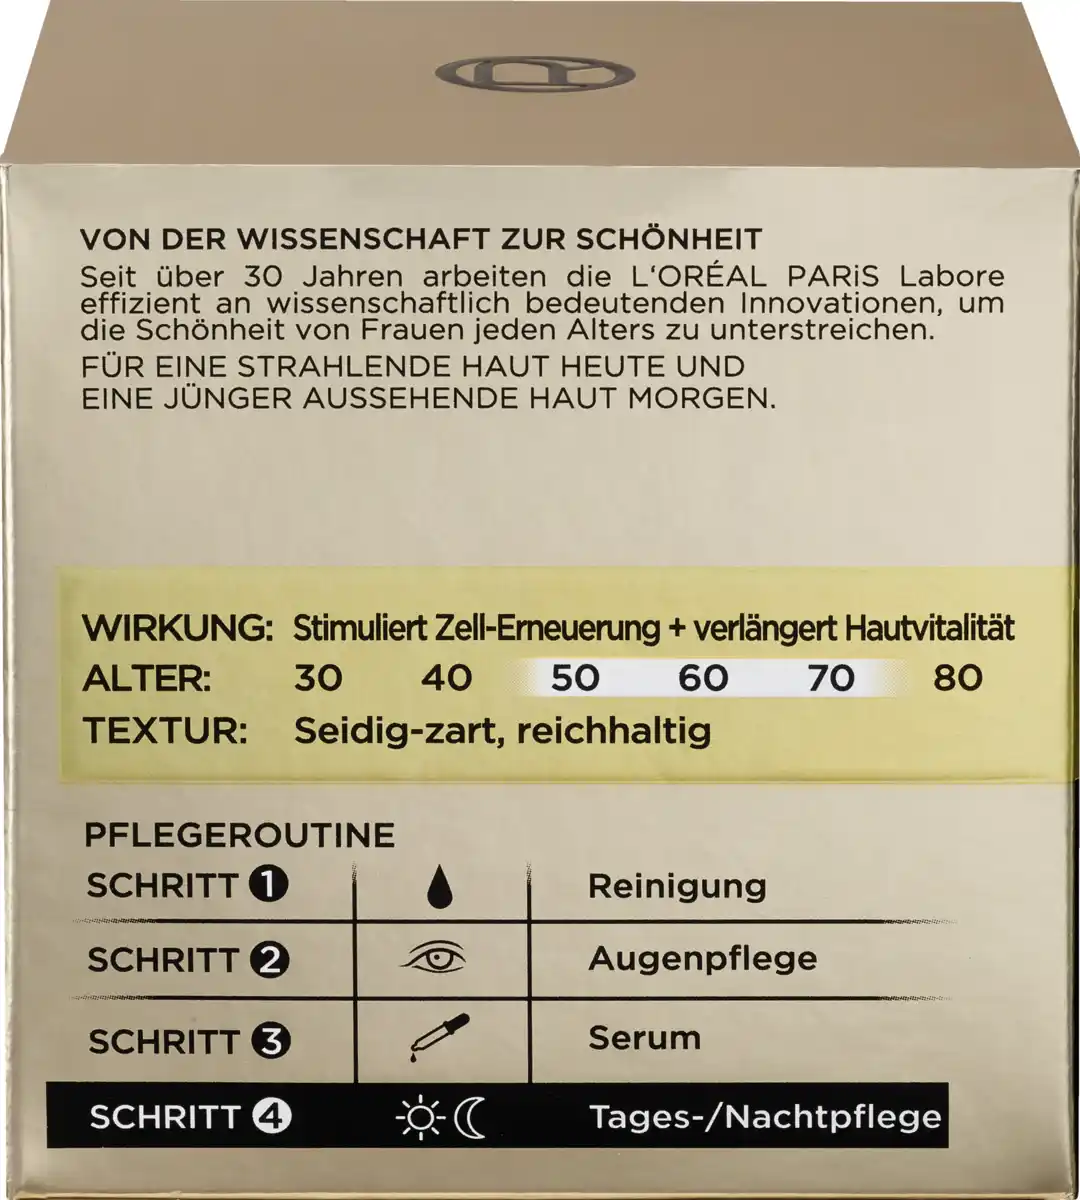 VON DER WISSENSCHAFT ZUR SCHÖNHEIT
Seit über 30 Jahren arbeiten die L'ORÉAL PARiS Labore
effizient an wissenschaftlich bedeutenden Innovationen, um
die Schönheit von Frauen jeden Alters zu unterstreichen.
FÜR EINE STRAHLENDE HAUT HEUTE UND
EINE JÜNGER AUSSEHENDE HAUT MORGEN.
WIRKUNG: Stimuliert Zell-Erneuerung + verlängert Hautvitalität
ALTER: 30 40 50 60 70 80
TEXTUR: Seidig-zart, reichhaltig
PFLEGEROUTINE
SCHRITT 1 Reinigung
SCHRITT 2 Augenpflege
SCHRITT 3 Serum
SCHRITT 4 Tages-/Nachtpflege